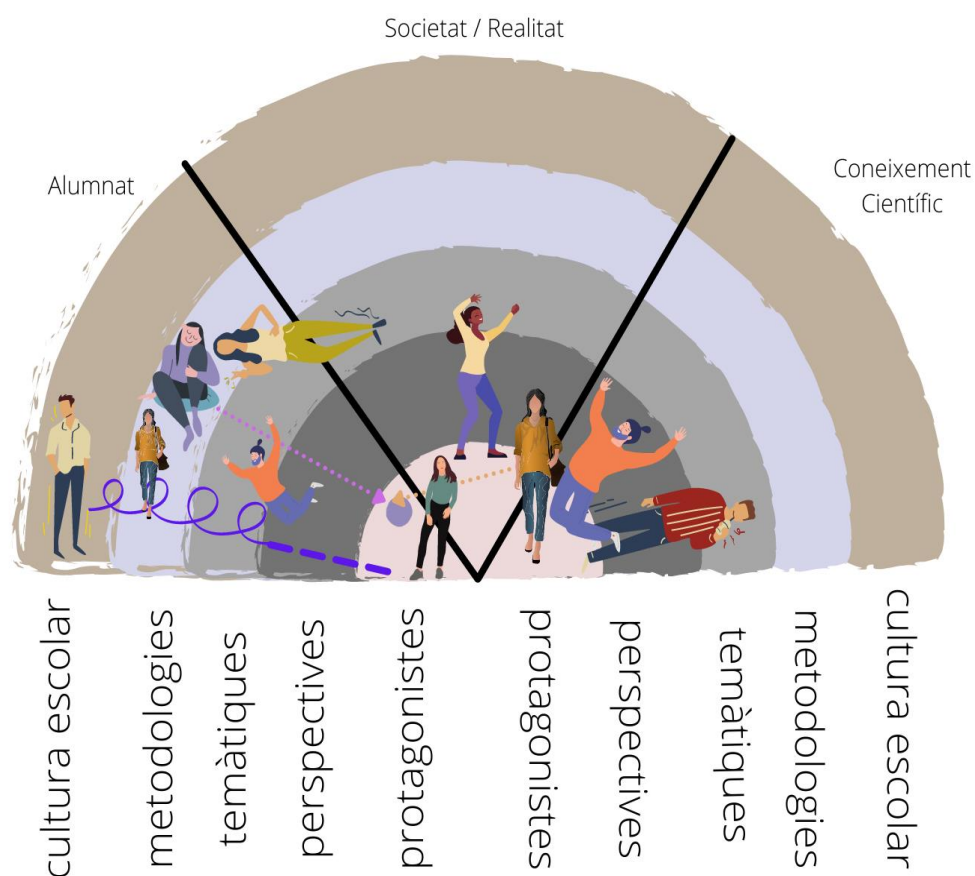 Societat / Realitat
Alumnat
Coneixement
Científic
cultura escolar
metodologies
temàtiques
perspectives
protagonistes
protagonistes
perspectives
temàtiques
metodologies
cultura escolar